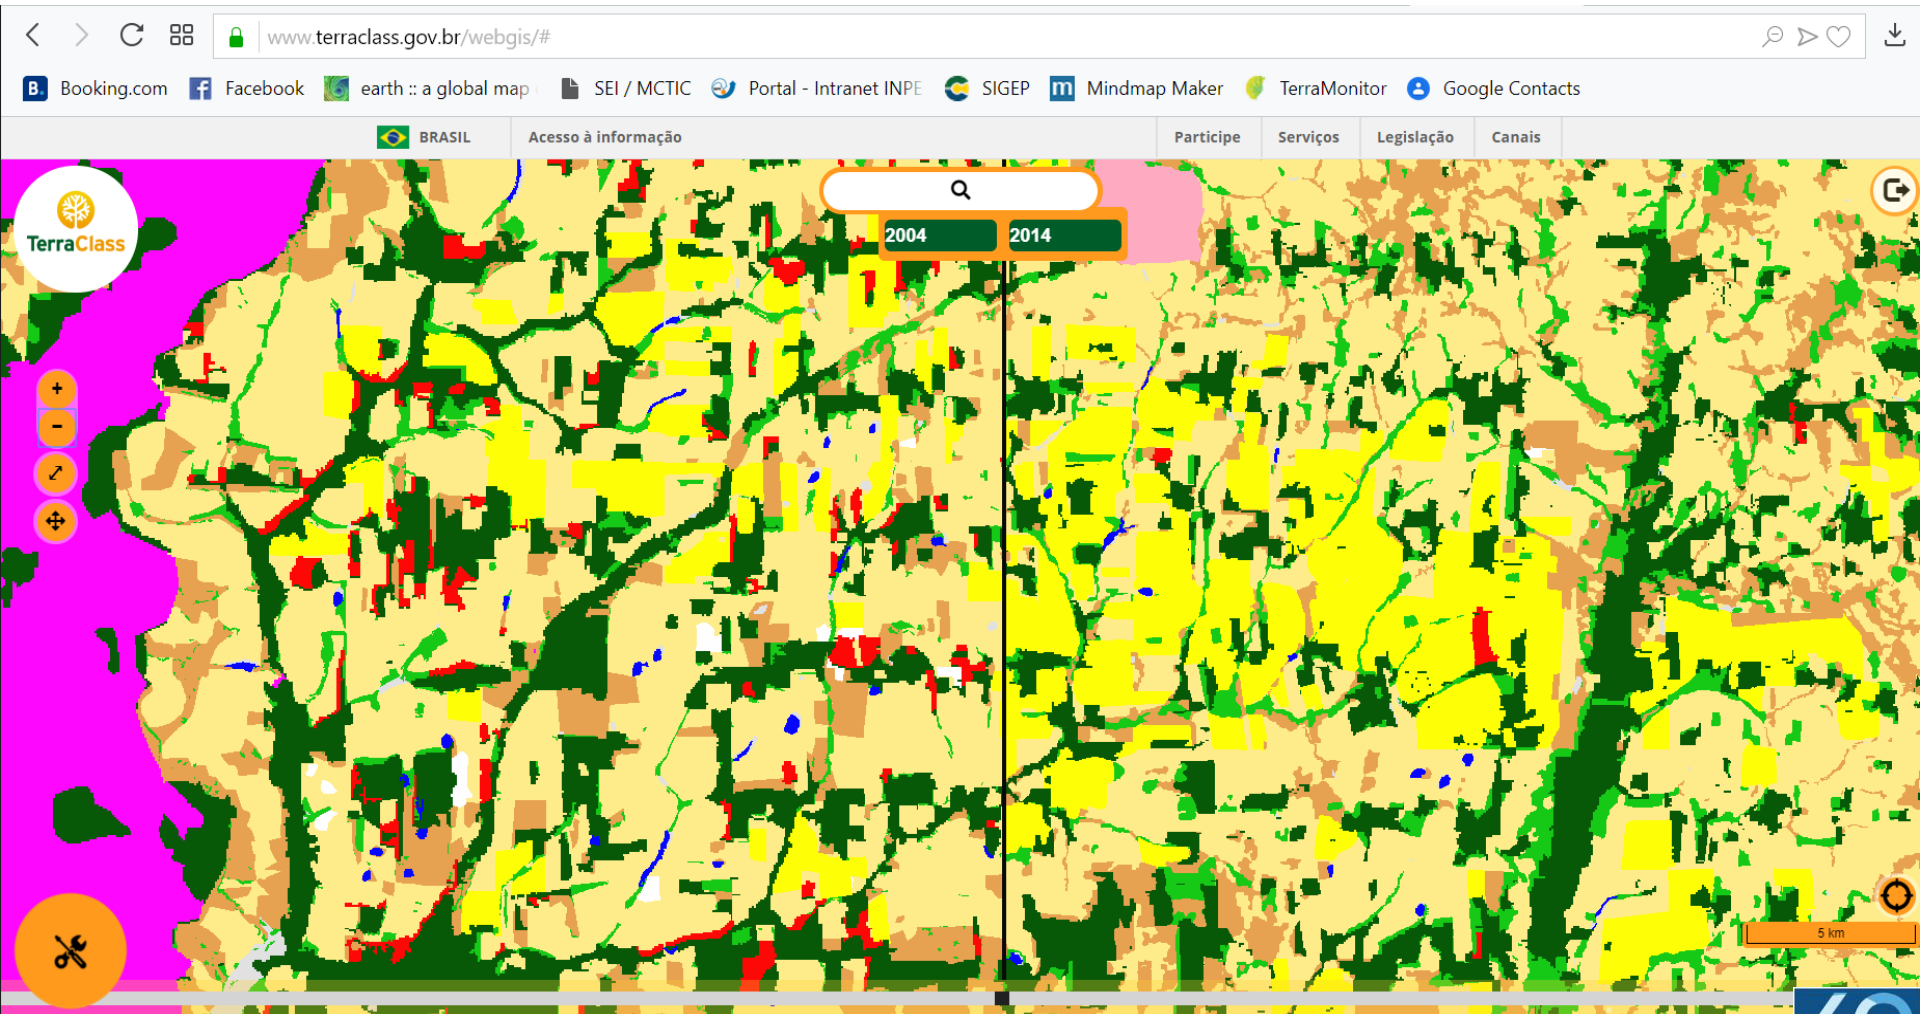 www.terraclass.gov.br/webgis/#
B. Booking.com Facebook earth :: a global map SEI / MCTIC Portal - Intranet INPE SIGEP m Mindmap Maker TerraMonitor Google Contacts
BRASIL Acesso à informação Participe Serviços Legislação Canais
TerraClass
2004 2014
+
-
5 km